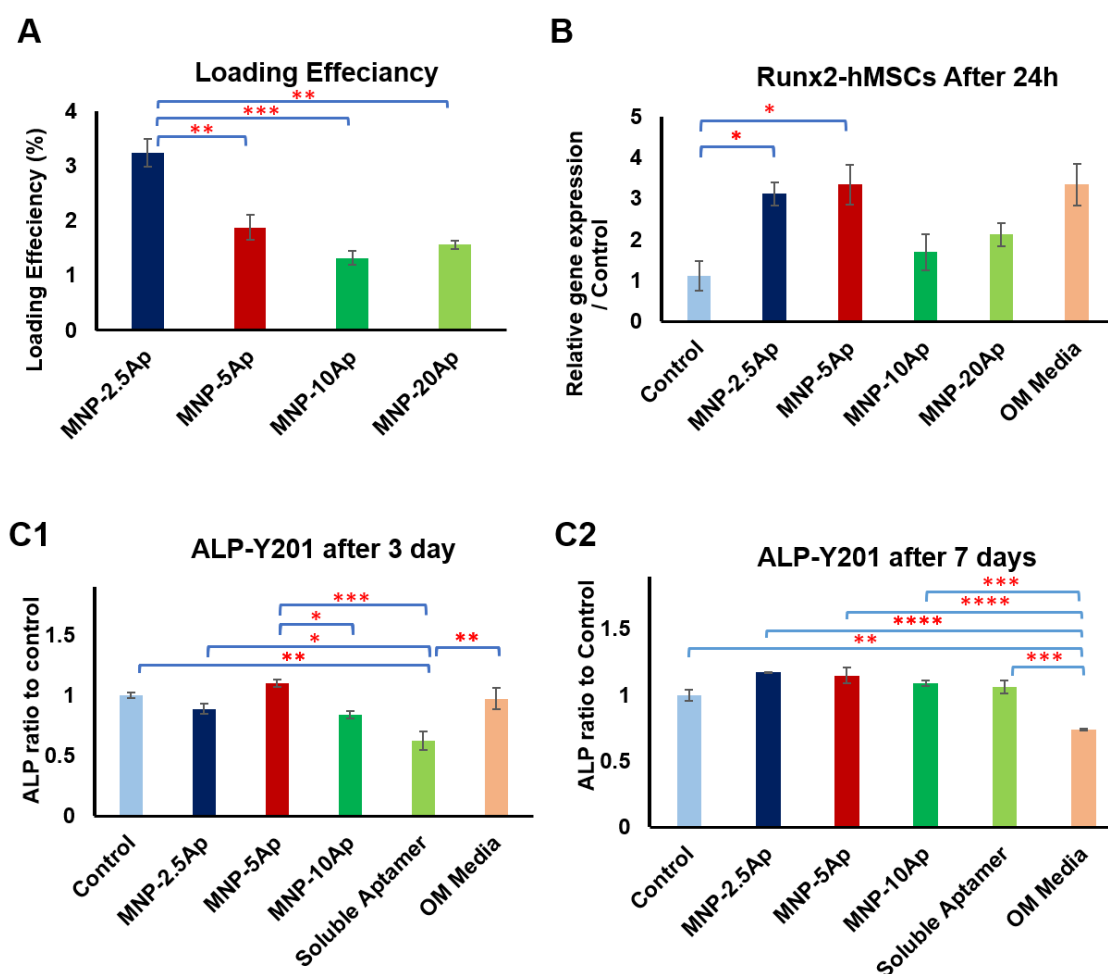 A
Loading Effeciancy
Loading Effeciency (%)
4
3
2
1
0
**
***
**
MNP-2.5Ap
MNP-5Ap
MNP-10Ap
MNP-20Ap
B
Runx2-hMSCs After 24h
Relative gene expression
/ Control
5
4
3
2
1
0
*
*
Control
MNP-2.5Ap
MNP-5Ap
MNP-10Ap
MNP-20Ap
OM Media
C1
ALP-Y201 after 3 day
ALP ratio to control
1.5
1
0.5
0
***
*
*
**
**
Control
MNP-2.5Ap
MNP-5Ap
MNP-10Ap
Soluble Aptamer
OM Media
C2
ALP-Y201 after 7 days
ALP ratio to Control
1.5
1
0.5
0
***
****
****
**
***
Control
MNP-2.5Ap
MNP-5Ap
MNP-10Ap
Soluble Aptamer
OM Media